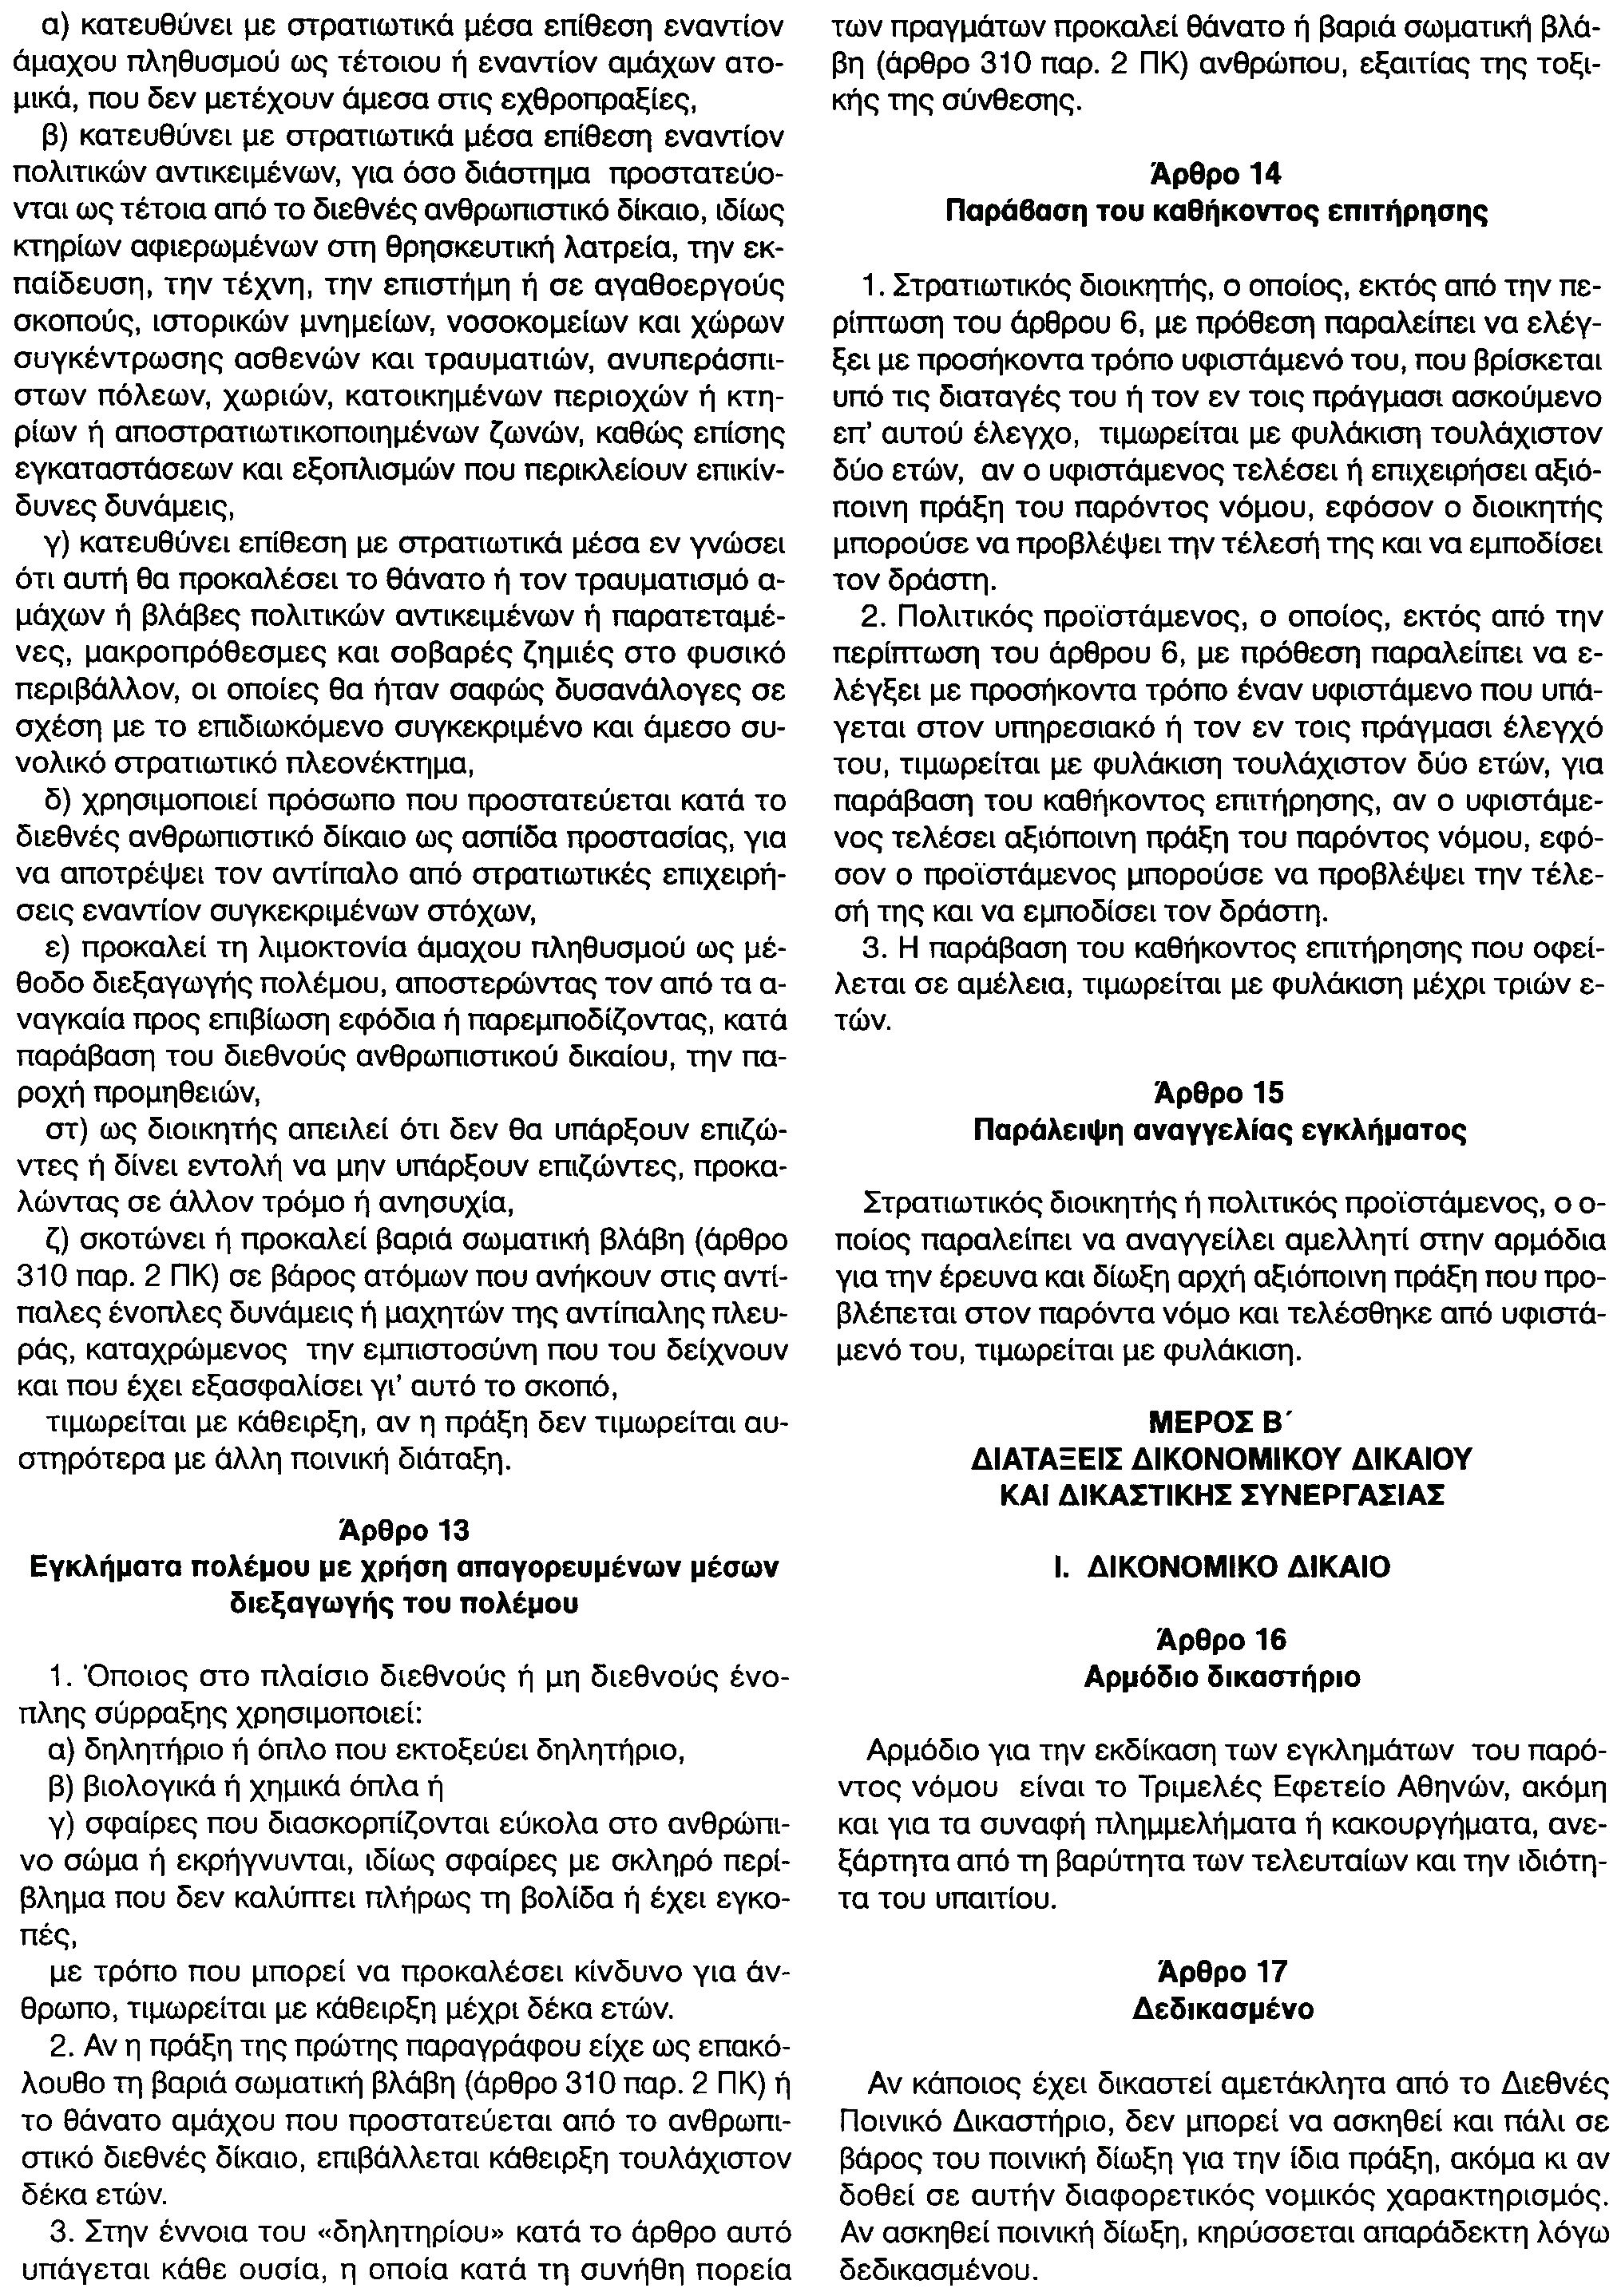 α) κατευθύνει με στρατιωτικά μέσα επίθεση εναντίον
άμαχου πληθυσμού ως τέτοιου ή εναντίον αμάχων ατο-
μικά, που δεν μετέχουν άμεσα στις εχθροπραξίες,
β) κατευθύνει με στρατιωτικά μέσα επίθεση εναντίον
πολιτικών αντικειμένων, για όσο διάστημα προστατεύο-
νται ως τέτοια από το διεθνές ανθρωπιστικό δίκαιο, ιδίως
κτηρίων αφιερωμένων στη θρησκευτική λατρεία, την εκ-
παίδευση, την τέχνη, την επιστήμη ή σε αγαθοεργούς
σκοπούς, ιστορικών μνημείων, νοσοκομείων και χώρων
συγκέντρωσης ασθενών και τραυματιών, ανυπεράσπι-
στων πόλεων, χωριών, κατοικημένων περιοχών ή κτη-
ρίων ή αποστρατιωτικοποιημένων ζωνών, καθώς επίσης
εγκαταστάσεων και εξοπλισμών που περικλείουν επικίν-
δυνες δυνάμεις,
γ) κατευθύνει επίθεση με στρατιωτικά μέσα εν γνώσει
ότι αυτή θα προκαλέσει το θάνατο ή τον τραυματισμό α-
μάχων ή βλάβες πολιτικών αντικειμένων ή παρατεταμέ-
νες, μακροπρόθεσμες και σοβαρές ζημιές στο φυσικό
περιβάλλον, οι οποίες θα ήταν σαφώς δυσανάλογες σε
σχέση με το επιδιωκόμενο συγκεκριμένο και άμεσο συ-
νολικό στρατιωτικό πλεονέκτημα,
δ) χρησιμοποιεί πρόσωπο που προστατεύεται κατά το
διεθνές ανθρωπιστικό δίκαιο ως ασπίδα προστασίας, για
να αποτρέψει τον αντίπαλο από στρατιωτικές επιχειρή-
σεις εναντίον συγκεκριμένων στόχων,
ε) προκαλεί τη λιμοκτονία άμαχου πληθυσμού ως μέ-
θοδο διεξαγωγής πολέμου, αποστερώντας τον από τα α-
ναγκαία προς επιβίωση εφόδια ή παρεμποδίζοντας, κατά
παράβαση του διεθνούς ανθρωπιστικού δικαίου, την πα-
ροχή προμηθειών,
στ) ως διοικητής απειλεί ότι δεν θα υπάρξουν επιζώ-
ντες ή δίνει εντολή να μην υπάρξουν επιζώντες, προκα-
λώντας σε άλλον τρόμο ή ανησυχία,
ζ) σκοτώνει ή προκαλεί βαριά σωματική βλάβη (άρθρο
310 παρ. 2 ΠΚ) σε βάρος ατόμων που ανήκουν στις αντί-
παλες ένοπλες δυνάμεις ή μαχητών της αντίπαλης πλευ-
ράς, καταχρώμενος την εμπιστοσύνη που του δείχνουν
και που έχει εξασφαλίσει γι' αυτό το σκοπό,
τιμωρείται με κάθειρξη, αν η πράξη δεν τιμωρείται αυ-
στηρότερα με άλλη ποινική διάταξη.
Άρθρο 13
Εγκλήματα πολέμου με χρήση απαγορευμένων μέσων
διεξαγωγής του πολέμου
1. Όποιος στο πλαίσιο διεθνούς ή μη διεθνούς ένο-
πλης σύρραξης χρησιμοποιεί:
α) δηλητήριο ή όπλο που εκτοξεύει δηλητήριο,
β) βιολογικά ή χημικά όπλα ή
γ) σφαίρες που διασκορπίζονται εύκολα στο ανθρώπι-
νο σώμα ή εκρήγνυνται, ιδίως σφαίρες με σκληρό περί-
βλημα που δεν καλύπτει πλήρως τη βολίδα ή έχει εγκο-
πές,
με τρόπο που μπορεί να προκαλέσει κίνδυνο για άν-
θρωπο, τιμωρείται με κάθειρξη μέχρι δέκα ετών.
2. Αν η πράξη της πρώτης παραγράφου είχε ως επακό-
λουθο τη βαριά σωματική βλάβη (άρθρο 310 παρ. 2 ΠΚ) ή
το θάνατο αμάχου που προστατεύεται από το ανθρωπι-
στικό διεθνές δίκαιο, επιβάλλεται κάθειρξη τουλάχιστον
δέκα ετών.
3. Στην έννοια του «δηλητηρίου» κατά το άρθρο αυτό
υπάγεται κάθε ουσία, η οποία κατά τη συνήθη πορεία
των πραγμάτων προκαλεί θάνατο ή βαριά σωματική βλά-
βη (άρθρο 310 παρ. 2 ΠΚ) ανθρώπου, εξαιτίας της τοξι-
κής της σύνθεσης.
Άρθρο 14
Παράβαση του καθήκοντος επιτήρησης
1. Στρατιωτικός διοικητής, ο οποίος, εκτός από την πε-
ρίπτωση του άρθρου 6, με πρόθεση παραλείπει να ελέγ-
ξει με προσήκοντα τρόπο υφιστάμενό του, που βρίσκεται
υπό τις διαταγές του ή τον εν τοις πράγμασι ασκούμενο
επ' αυτού έλεγχο, τιμωρείται με φυλάκιση τουλάχιστον
δύο ετών, αν ο υφιστάμενος τελέσει ή επιχειρήσει αξιό-
ποινη πράξη του παρόντος νόμου, εφόσον ο διοικητής
μπορούσε να προβλέψει την τέλεσή της και να εμποδίσει
τον δράστη.
2. Πολιτικός προϊστάμενος, ο οποίος, εκτός από την
περίπτωση του άρθρου 6, με πρόθεση παραλείπει να ε-
λέγξει με προσήκοντα τρόπο έναν υφιστάμενο που υπά-
γεται στον υπηρεσιακό ή τον εν τοις πράγμασι έλεγχό
του, τιμωρείται με φυλάκιση τουλάχιστον δύο ετών, για
παράβαση του καθήκοντος επιτήρησης, αν ο υφιστάμε-
νος τελέσει αξιόποινη πράξη του παρόντος νόμου, εφό-
σον ο προϊστάμενος μπορούσε να προβλέψει την τέλε-
σή της και να εμποδίσει τον δράστη.
3. Η παράβαση του καθήκοντος επιτήρησης που οφεί-
λεται σε αμέλεια, τιμωρείται με φυλάκιση μέχρι τριών ε-
τών.
Άρθρο 15
Παράλειψη αναγγελίας εγκλήματος
Στρατιωτικός διοικητής ή πολιτικός προϊστάμενος, ο ο-
ποίος παραλείπει να αναγγείλει αμελλητί στην αρμόδια
για την έρευνα και δίωξη αρχή αξιόποινη πράξη που προ-
βλέπεται στον παρόντα νόμο και τελέσθηκε από υφιστά-
μενό του, τιμωρείται με φυλάκιση.
ΜΕΡΟΣ Β΄
ΔΙΑΤΑΞΕΙΣ ΔΙΚΟΝΟΜΙΚΟΥ ΔΙΚΑΙΟΥ
ΚΑΙ ΔΙΚΑΣΤΙΚΗΣ ΣΥΝΕΡΓΑΣΙΑΣ
Ι. ΔΙΚΟΝΟΜΙΚΟ ΔΙΚΑΙΟ
Άρθρο 16
Αρμόδιο δικαστήριο
Αρμόδιο για την εκδίκαση των εγκλημάτων του παρό-
ντος νόμου είναι το Τριμελές Εφετείο Αθηνών, ακόμη
και για τα συναφή πλημμελήματα ή κακουργήματα, ανε-
ξάρτητα από τη βαρύτητα των τελευταίων και την ιδιότη-
τα του υπαιτίου.
Άρθρο 17
Δεδικασμένο
Αν κάποιος έχει δικαστεί αμετάκλητα από το Διεθνές
Ποινικό Δικαστήριο, δεν μπορεί να ασκηθεί και πάλι σε
βάρος του ποινική δίωξη για την ίδια πράξη, ακόμα κι αν
δοθεί σε αυτήν διαφορετικός νομικός χαρακτηρισμός.
Αν ασκηθεί ποινική δίωξη, κηρύσσεται απαράδεκτη λόγω
δεδικασμένου.